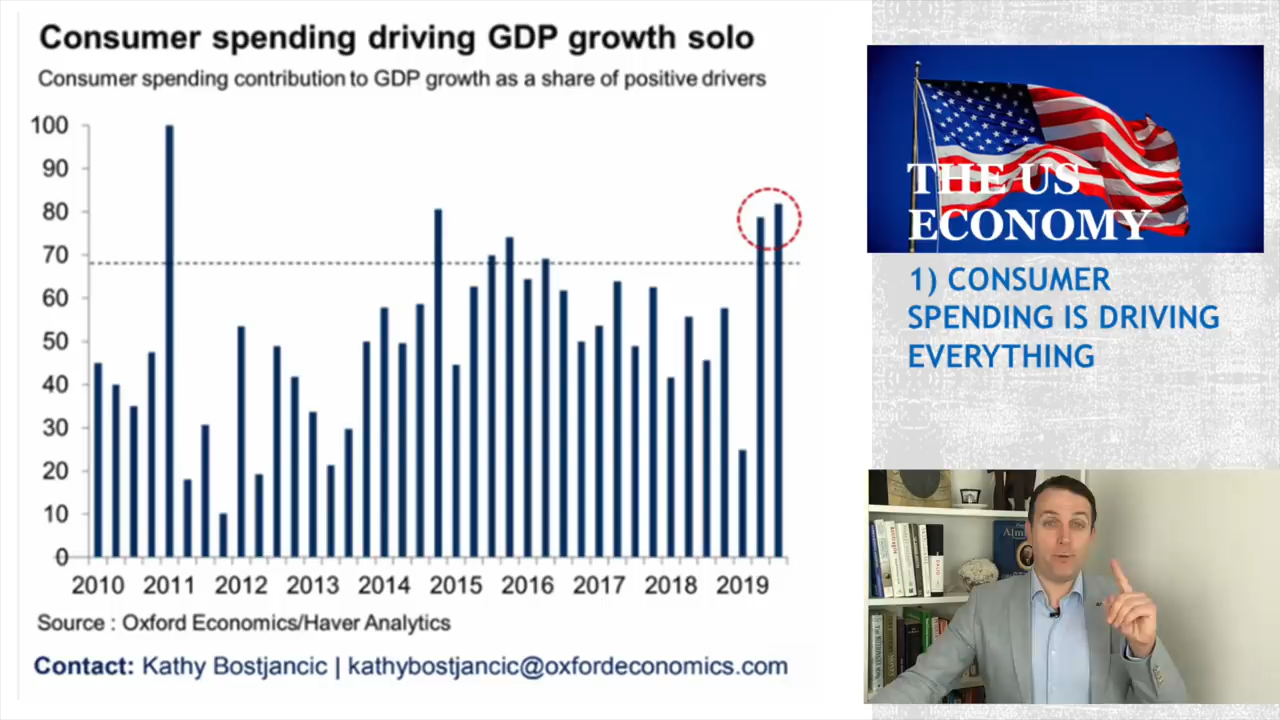 Consumer spending driving GDP growth solo
Consumer spending contribution to GDP growth as a share of positive drivers
100
90
80
70
60
50
40
30
20
10
0
2010 2011 2012 2013 2014 2015 2016 2017 2018 2019
Source : Oxford Economics/Haver Analytics
Contact: Kathy Bostjancic | kathybostjancic@oxfordeconomics.com
THE US
ECONOMY
1) CONSUMER
SPENDING IS DRIVING
EVERYTHING